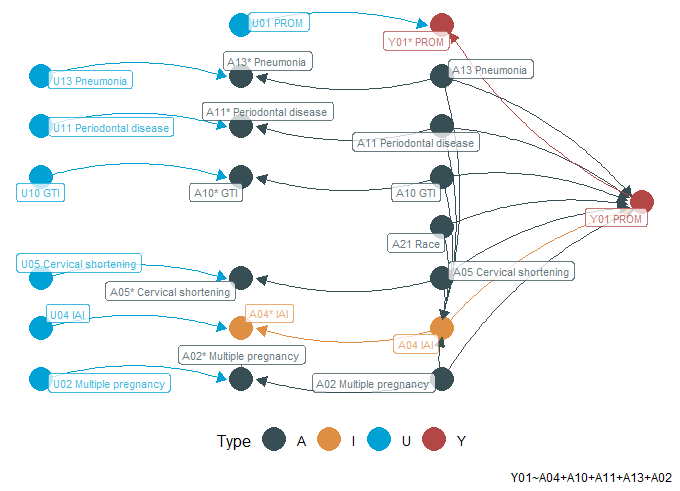 U01 PROM
Y01* PROM
A13* Pneumonia
A13 Pneumonia
U13 Pneumonia
A11* Periodontal disease
U11 Periodontal disease
A11 Periodontal disease
U10 GTI
A10* GTI
A10 GTI
Y01 PROM
A21 Race
U05 Cervical shortening
A05 Cervical shortening
A05* Cervical shortening
U04 IAI
A04* IAI
A04 IAI
A02* Multiple pregnancy
U02 Multiple pregnancy
A02 Multiple pregnancy
Type A I U Y
Y01~A04+A10+A11+A13+A02